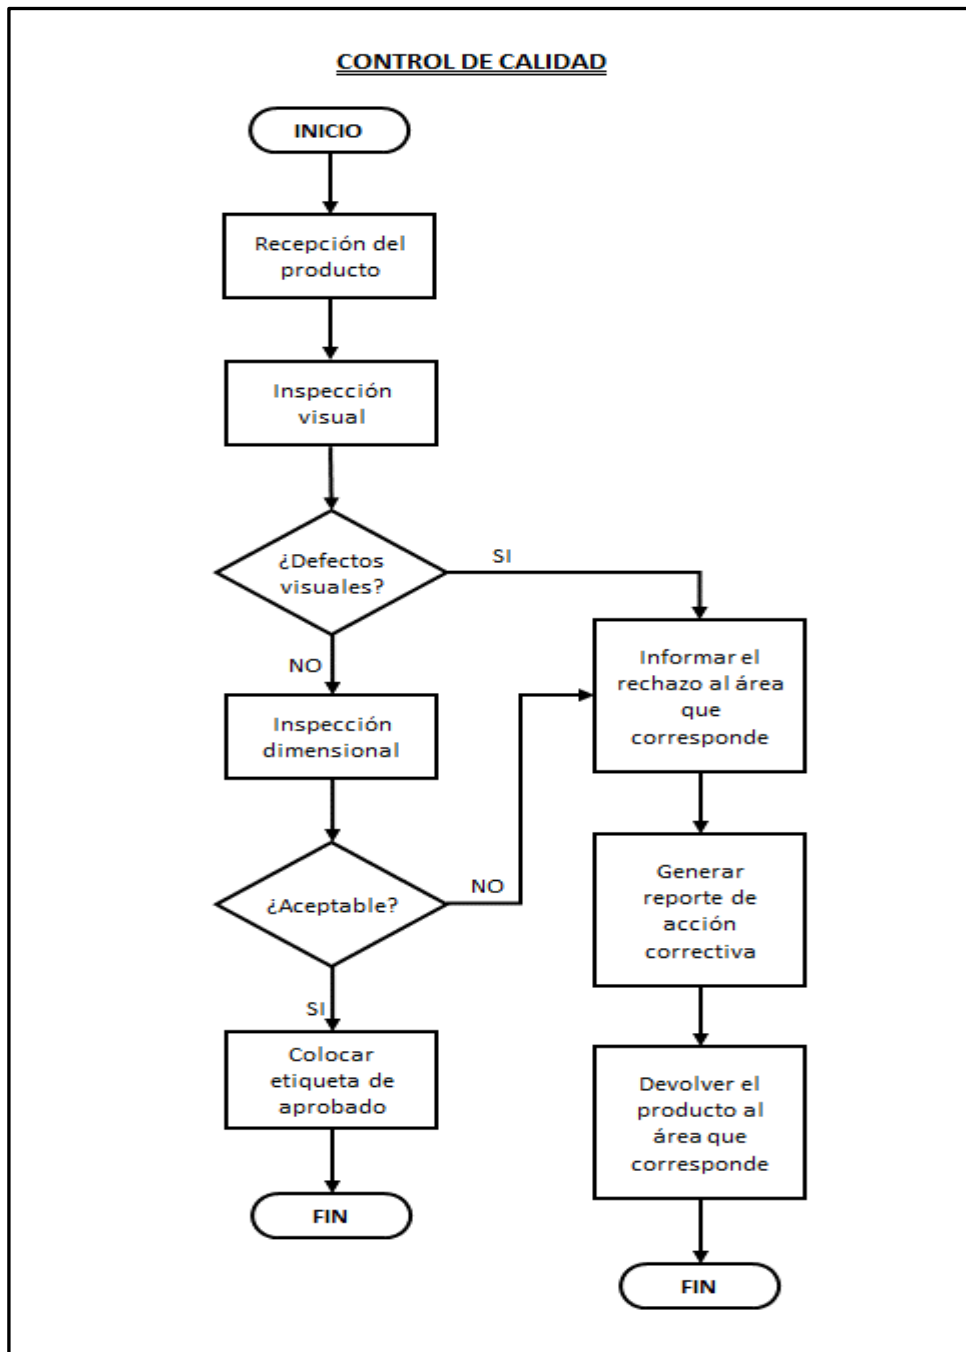 CONTROL DE CALIDAD
INICIO
Recepción del
producto
Inspección
visual
¿Defectos
visuales?
SI
NO
Inspección
dimensional
¿Aceptable?
NO
SI
Colocar
etiqueta de
aprobado
FIN
Informar el
rechazo al área
que
corresponde
Generar
reporte de
acción
correctiva
Devolver el
producto al
área que
corresponde
FIN